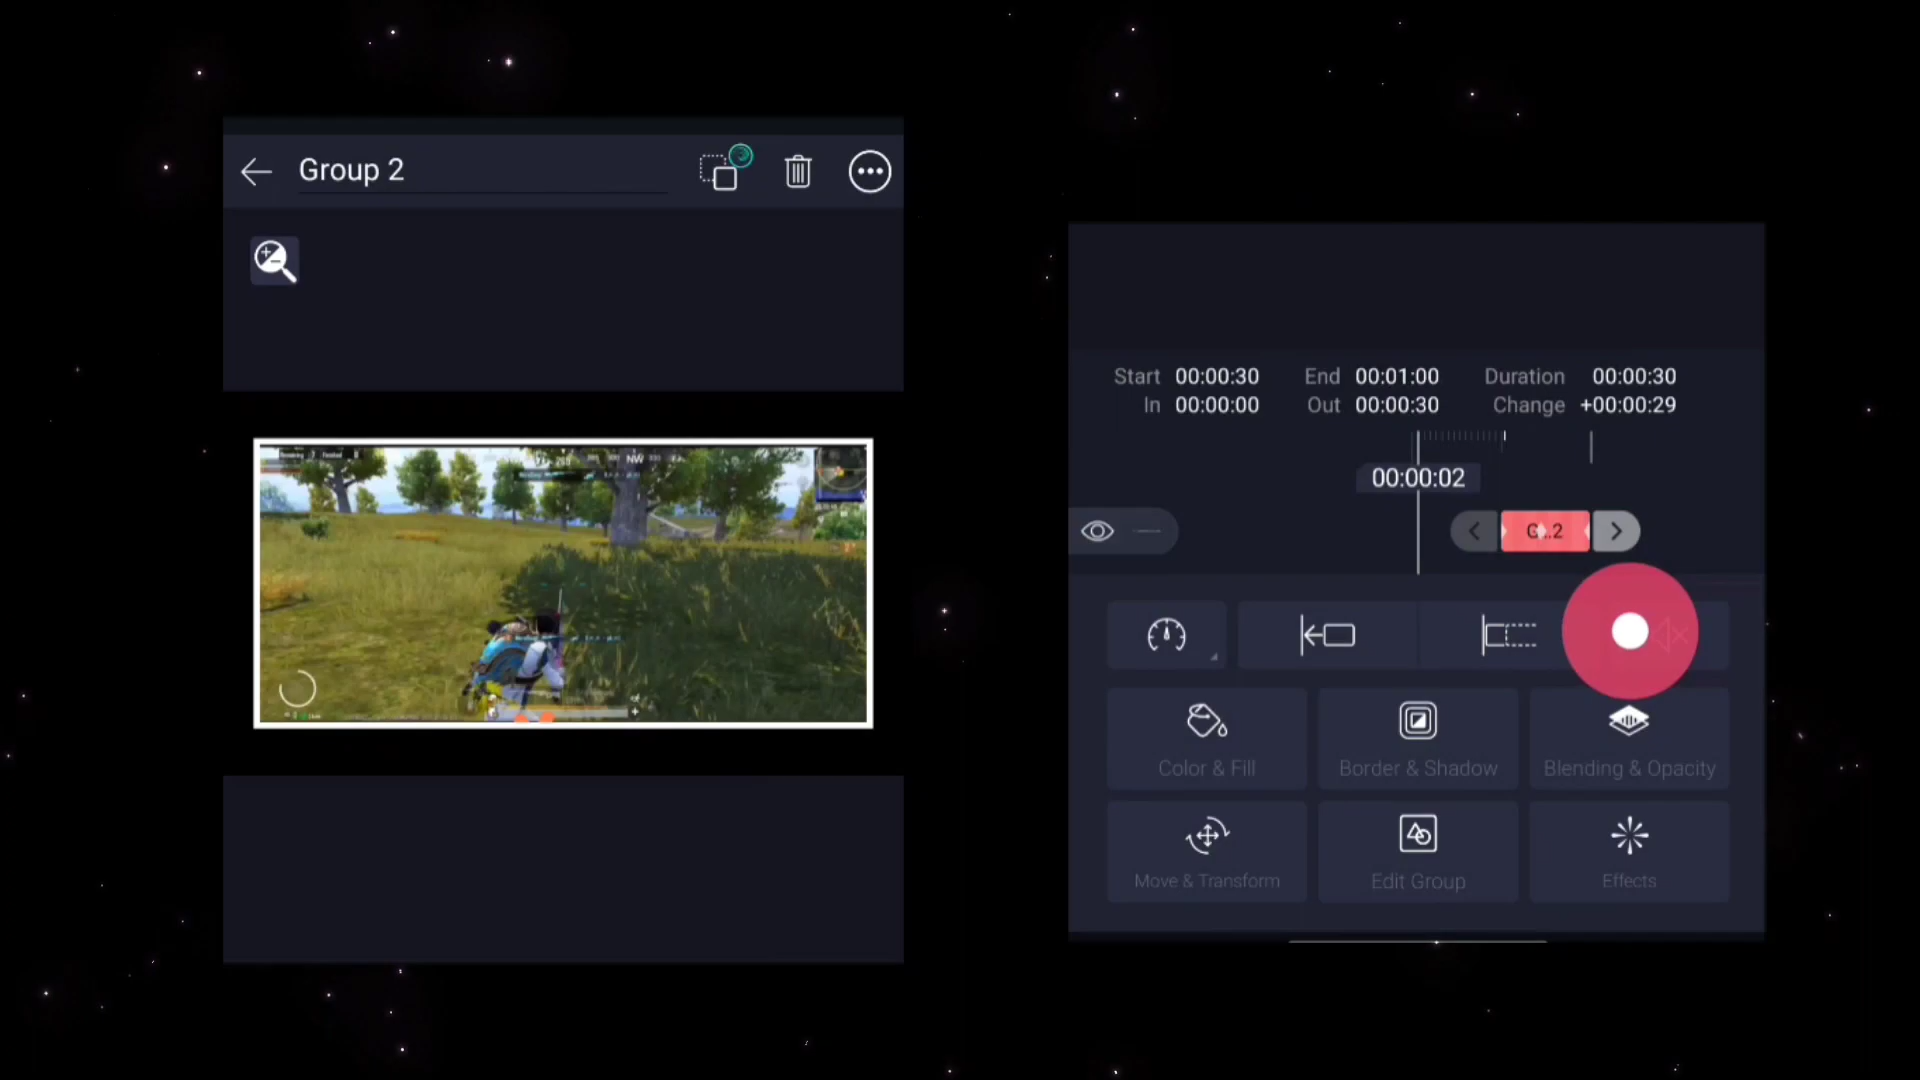 Group 2
NW
Start 00:00:30 End 00:01:00 Duration 00:00:30
In 00:00:00 Out 00:00:30 Change +00:00:29
00:00:02
G...2
Color & Fill
Border & Shadow
Blending & Opacity
Move & Transform
Edit Group
Effects